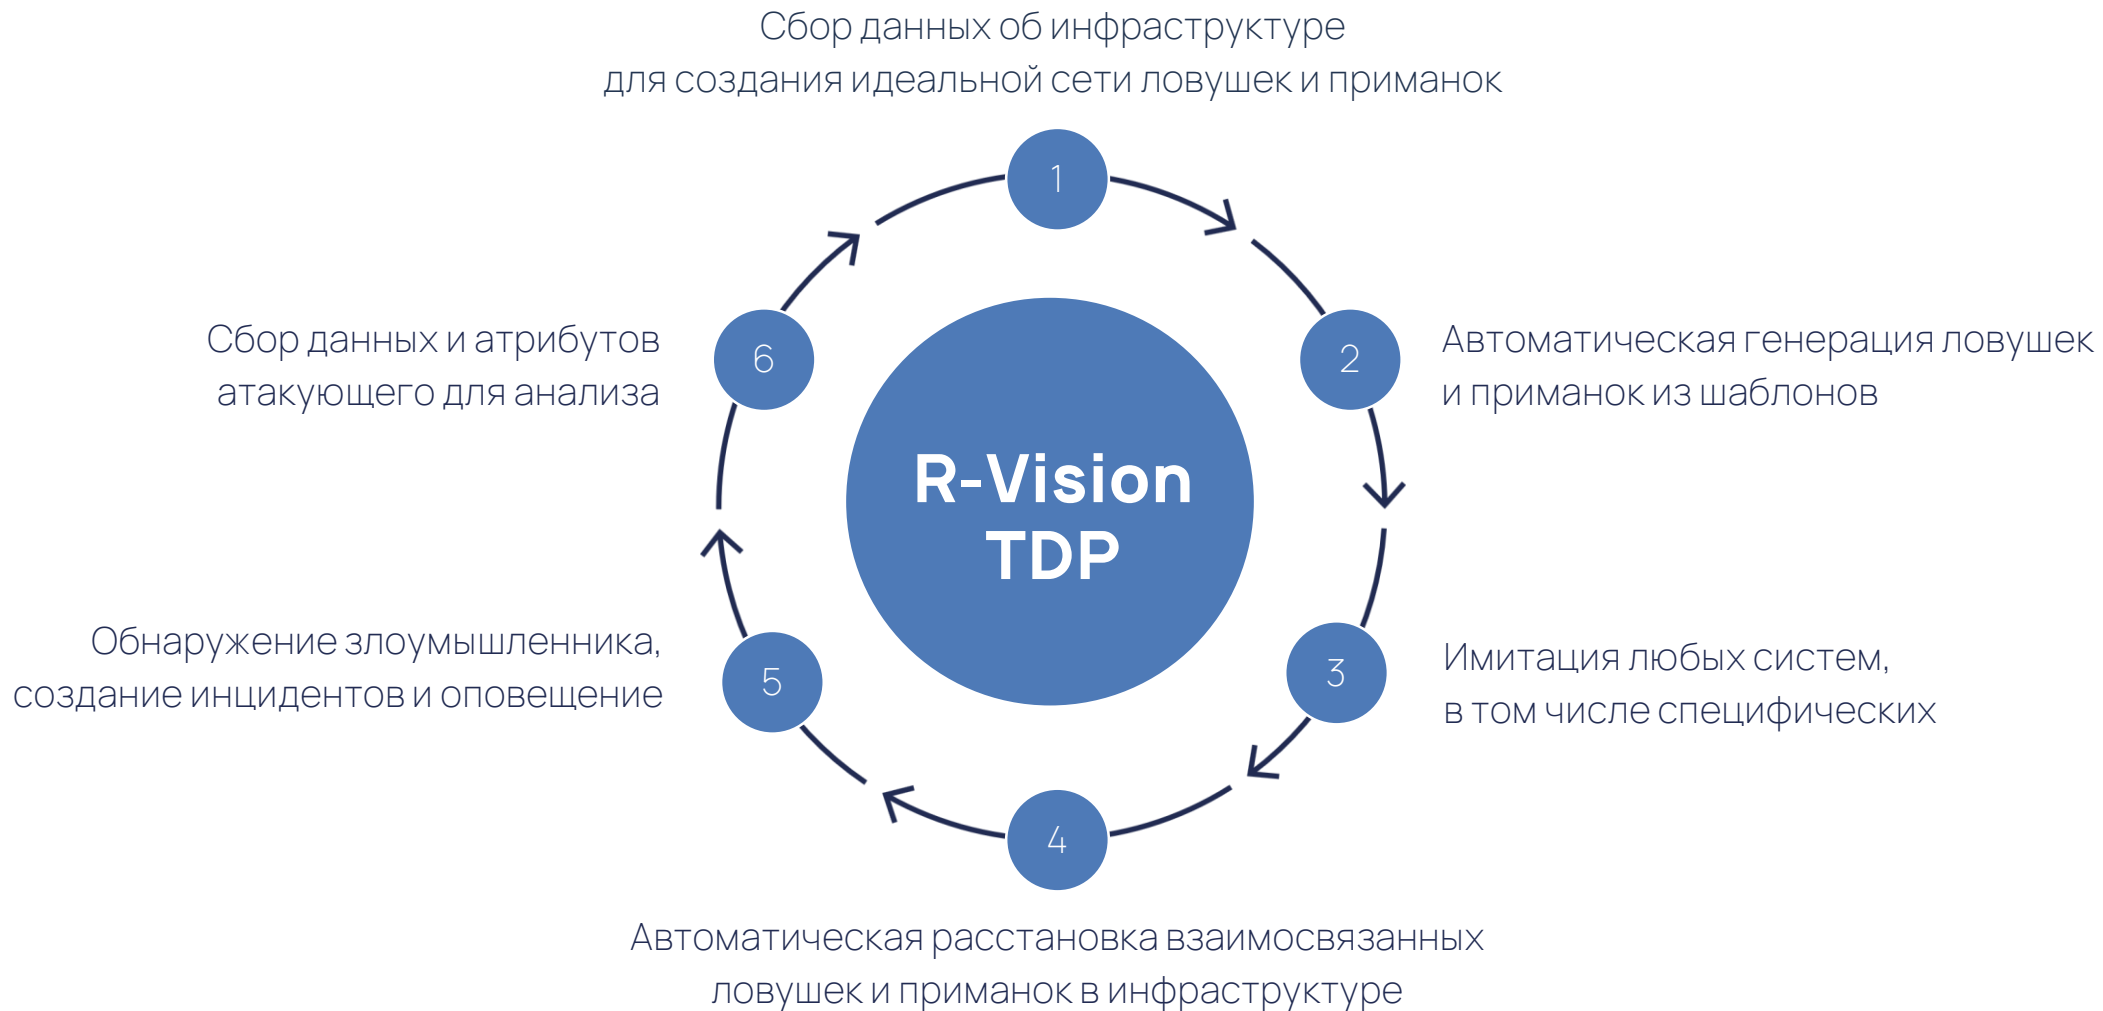 Сбор данных об инфраструктуре
для создания идеальной сети ловушек и приманок
1
2
Автоматическая генерация ловушек
и приманок из шаблонов
3
Имитация любых систем,
в том числе специфических
4
Автоматическая расстановка взаимосвязанных
ловушек и приманок в инфраструктуре
5
Обнаружение злоумышленника,
создание инцидентов и оповещение
6
Сбор данных и атрибутов
атакующего для анализа
R-Vision
TDP